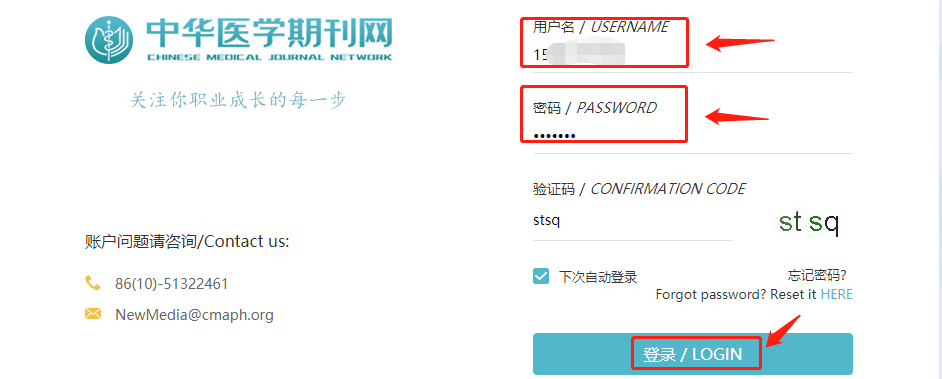 中华医学期刊网
CHINESE MEDICAL JOURNAL NETWORK
关注你职业成长的每一步
账户问题请咨询/Contact us:
86(10)-51322461
NewMedia@cmaph.org
用户名 / USERNAME
15
密码 / PASSWORD
•••••••
验证码 / CONFIRMATION CODE
stsq
st sq
下次自动登录
忘记密码?
Forgot password? Reset it HERE
登录 / LOGIN